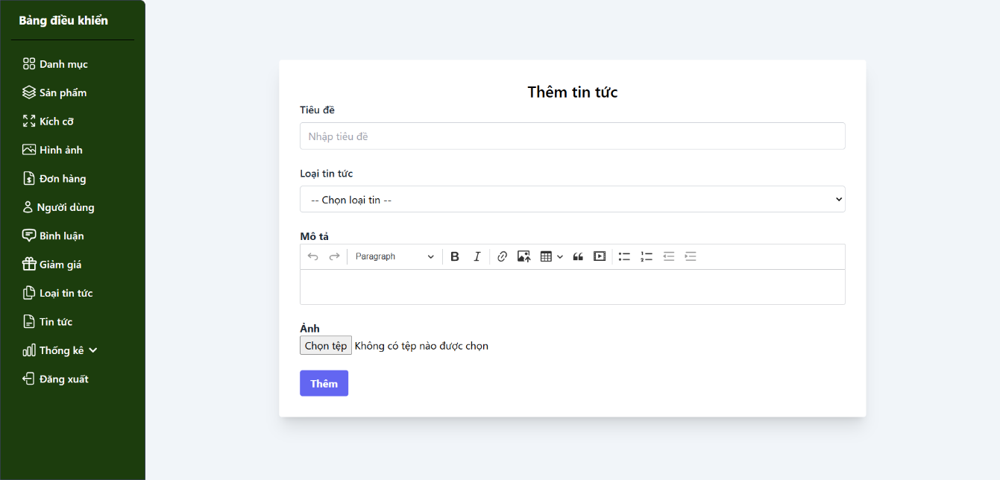 Bảng điều khiển
Danh mục
Sản phẩm
Kích cỡ
Hình ảnh
Đơn hàng
Người dùng
Bình luận
Giảm giá
Loại tin tức
Tin tức
Thống kê
Đăng xuất
Thêm tin tức
Tiêu đề
Nhập tiêu đề
Loại tin tức
-- Chọn loại tin --
Mô tả
Paragraph
Ảnh
Chọn tệp Không có tệp nào được chọn
Thêm